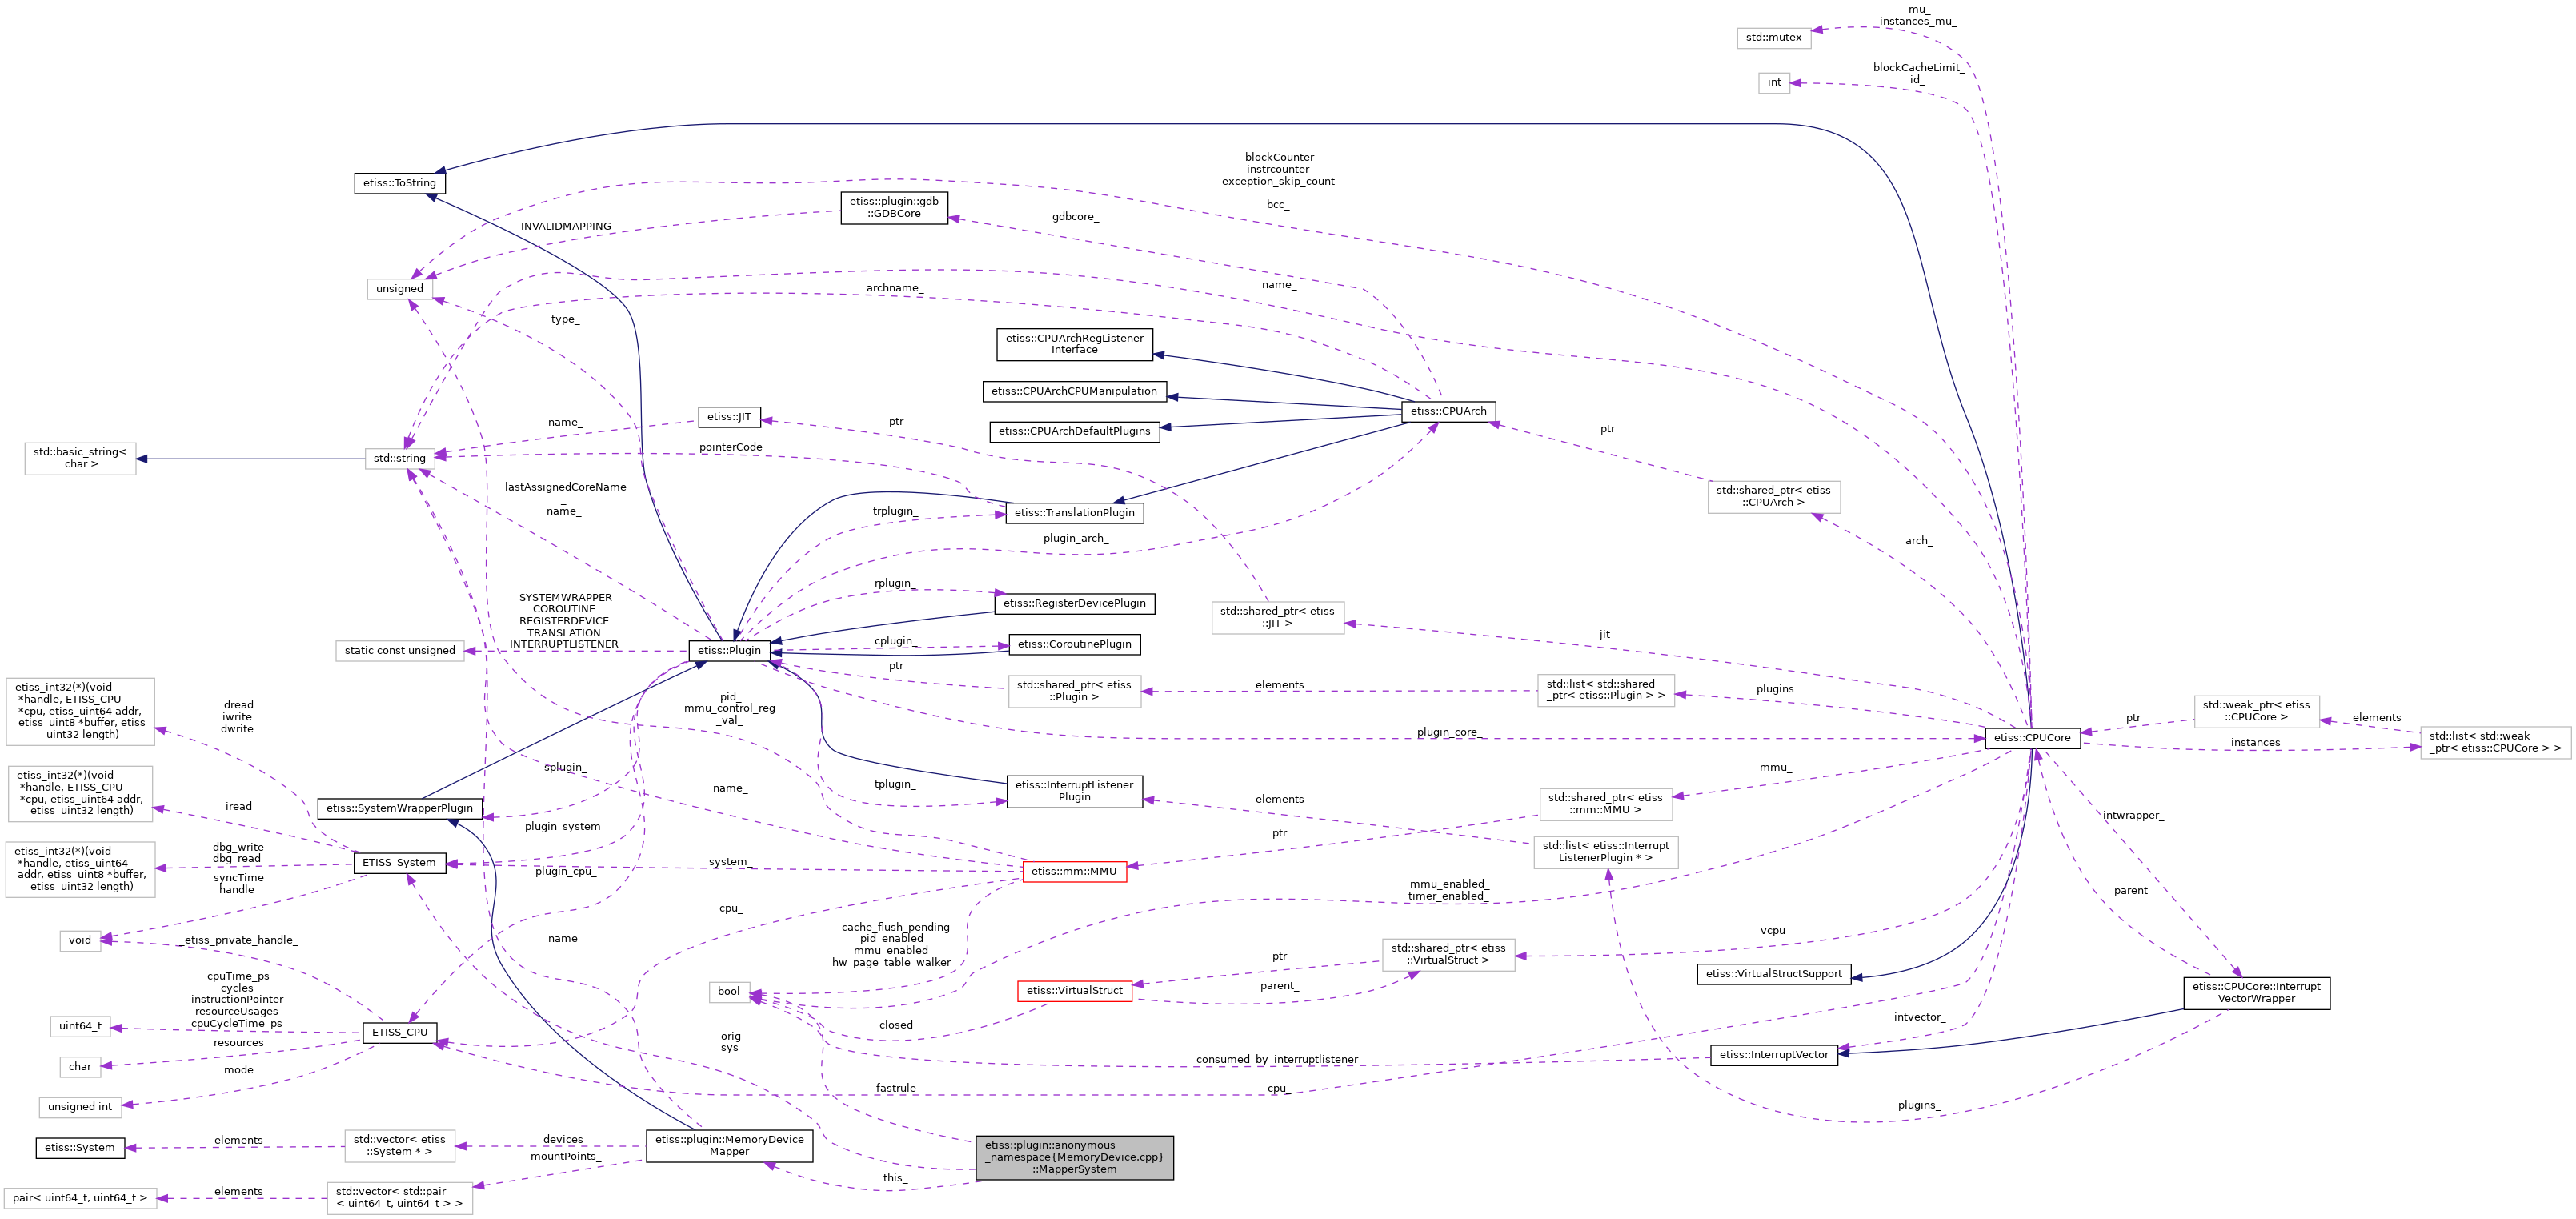 mu_
instances_mu_
std::mutex
blockCacheLimit_
id_
int
blockCounter
instrcounter
exception_skip_count
_
bcc_
etiss::ToString
etiss::plugin::gdb
::GDBCore
gdbcore_
INVALIDMAPPING
unsigned
archname_
name_
type_
etiss::CPUArchRegListener
Interface
etiss::CPUArchCPUManipulation
etiss::CPUArch
etiss::JIT
name_
ptr
etiss::CPUArchDefaultPlugins
ptr
pointerCode
std::basic_string<
char >
std::string
lastAssignedCoreName
_
name_
std::shared_ptr< etiss
::CPUArch >
trplugin_
etiss::TranslationPlugin
plugin_arch_
arch_
rplugin_
etiss::RegisterDevicePlugin
std::shared_ptr< etiss
::JIT >
SYSTEMWRAPPER
COROUTINE
REGISTERDEVICE
TRANSLATION
INTERRUPTLISTENER
static const unsigned
etiss::Plugin
cplugin_
etiss::CoroutinePlugin
jit_
ptr
std::shared_ptr< etiss
::Plugin >
elements
std::list< std::shared
_ptr< etiss::Plugin > >
plugins
etiss_int32(*)(void
*handle, ETISS_CPU
*cpu, etiss_uint64 addr,
etiss_uint8 *buffer, etiss
_uint32 length)
dread
iwrite
dwrite
pid_
mmu_control_reg
_val_
plugin_core_
etiss::CPUCore
std::weak_ptr< etiss
::CPUCore >
ptr
elements
instances_
std::list< std::weak
_ptr< etiss::CPUCore > >
splugin_
mmu_
etiss_int32(*)(void
*handle, ETISS_CPU
*cpu, etiss_uint64 addr,
etiss_uint32 length)
iread
etiss::SystemWrapperPlugin
name_
tplugin_
etiss::InterruptListener
Plugin
elements
std::shared_ptr< etiss
::mm::MMU >
intwrapper_
plugin_system_
ptr
std::list< etiss::Interrupt
ListenerPlugin * >
etiss_int32(*)(void
*handle, etiss_uint64
addr, etiss_uint8 *buffer,
etiss_uint32 length)
dbg_write
dbg_read
ETISS_System
system_
etiss::mm::MMU
syncTime
handle
plugin_cpu_
mmu_enabled_
timer_enabled_
parent_
cpu_
void
_etiss_private_handle_
name_
cache_flush_pending
pid_enabled_
mmu_enabled_
hw_page_table_walker_
vcpu_
std::shared_ptr< etiss
::VirtualStruct >
ptr
etiss::VirtualStructSupport
bool
etiss::VirtualStruct
parent_
etiss::CPUCore::Interrupt
VectorWrapper
cpuTime_ps
cycles
instructionPointer
resourceUsages
cpuCycleTime_ps
uint64_t
ETISS_CPU
closed
intvector_
resources
char
orig
sys
consumed_by_interruptlistener_
etiss::InterruptVector
mode
fastrule
cpu_
unsigned int
plugins_
etiss::System
elements
std::vector< etiss
::System * >
devices_
etiss::plugin::MemoryDevice
Mapper
etiss::plugin::anonymous
_namespace{MemoryDevice.cpp}
::MapperSystem
mountPoints_
this_
pair< uint64_t, uint64_t >
elements
std::vector< std::pair
< uint64_t, uint64_t > >